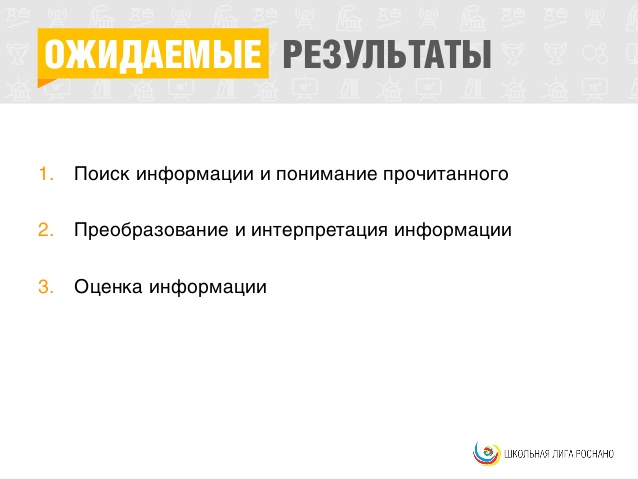 ОЖИДАЕМЫЕ РЕЗУЛЬТАТЫ
1. Поиск информации и понимание прочитанного
2. Преобразование и интерпретация информации
3. Оценка информации
ШКОЛЬНАЯ ЛИГА РОСНАНО